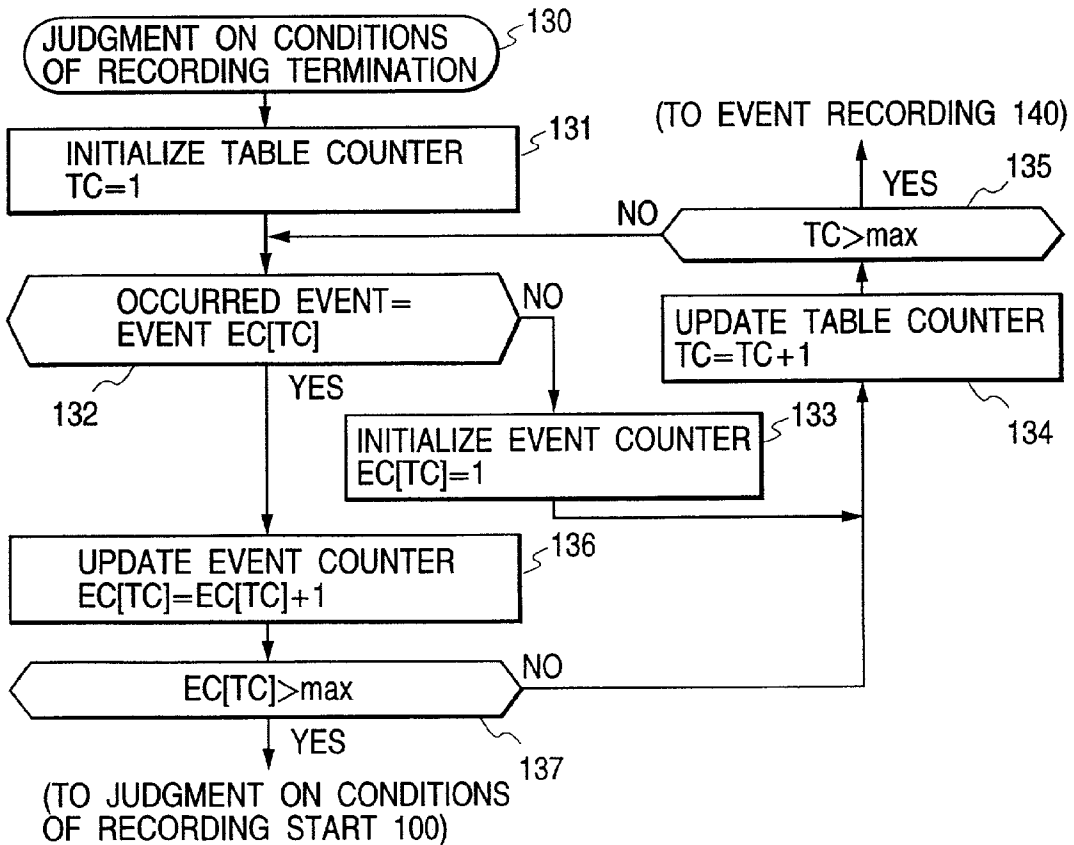 JUDGMENT ON CONDITIONS
OF RECORDING TERMINATION
130
INITIALIZE TABLE COUNTER
TC=1
131
(TO EVENT RECORDING 140)
YES
135
NO
TC>max
OCCURRED EVENT=
EVENT EC[TC]
NO
132
YES
UPDATE TABLE COUNTER
TC=TC+1
134
INITIALIZE EVENT COUNTER
EC[TC]=1
133
UPDATE EVENT COUNTER
EC[TC]=EC[TC]+1
136
EC[TC]>max
NO
YES
137
(TO JUDGMENT ON CONDITIONS
OF RECORDING START 100)